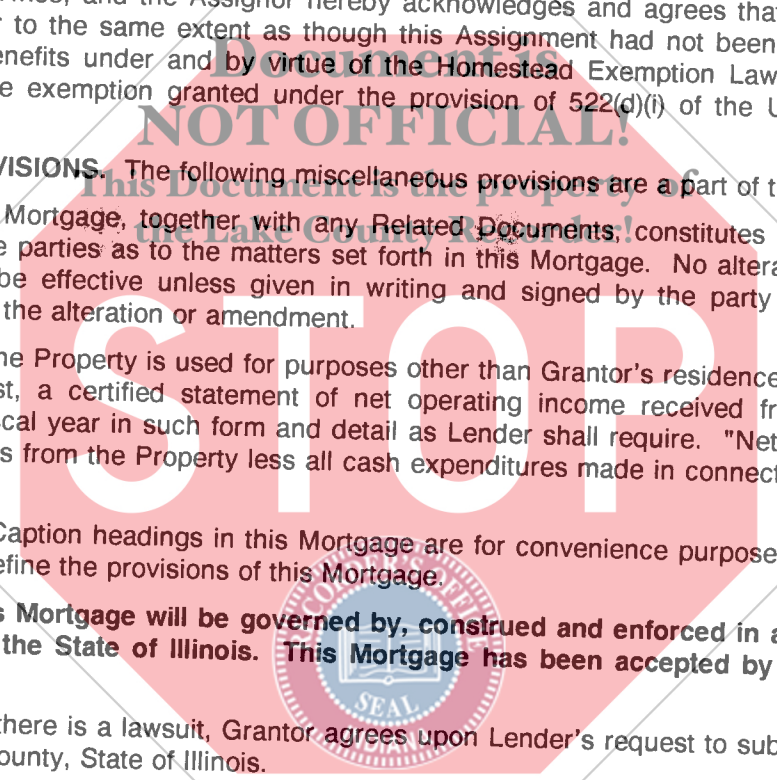 and the Assignor hereby acknowledges and agrees that
to the same extent as though this Assignment had not been
enefits under and by virtue of the Homestead Exemption Law
e exemption granted under the provision of 522(d)(i) of the U
Document is
NOT OFFICIAL!
This Document is the property of
the Lake County Recorder!
VISIONS. The following miscellaneous provisions are a part of t
Mortgage, together with any Related Documents, constitutes
e parties as to the matters set forth in this Mortgage. No altera
be effective unless given in writing and signed by the party
the alteration or amendment.
he Property is used for purposes other than Grantor's residence
st, a certified statement of net operating income received fr
scal year in such form and detail as Lender shall require. "Net
s from the Property less all cash expenditures made in connect
STOP
Caption headings in this Mortgage are for convenience purpose
efine the provisions of this Mortgage.
s Mortgage will be governed by, construed and enforced in a
the State of Illinois. This Mortgage has been accepted by
RECORDER'S OFFICE
SEAL
INDIANA
there is a lawsuit, Grantor agrees upon Lender's request to sub
ounty, State of Illinois.